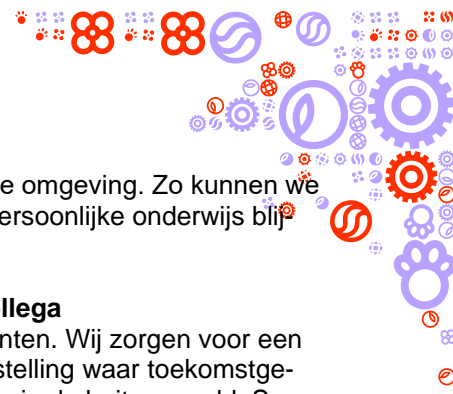 e omgeving. Zo kunnen we
ersoonlijke onderwijs blij-
llega
nten. Wij zorgen voor een
stelling waar toekomstge-